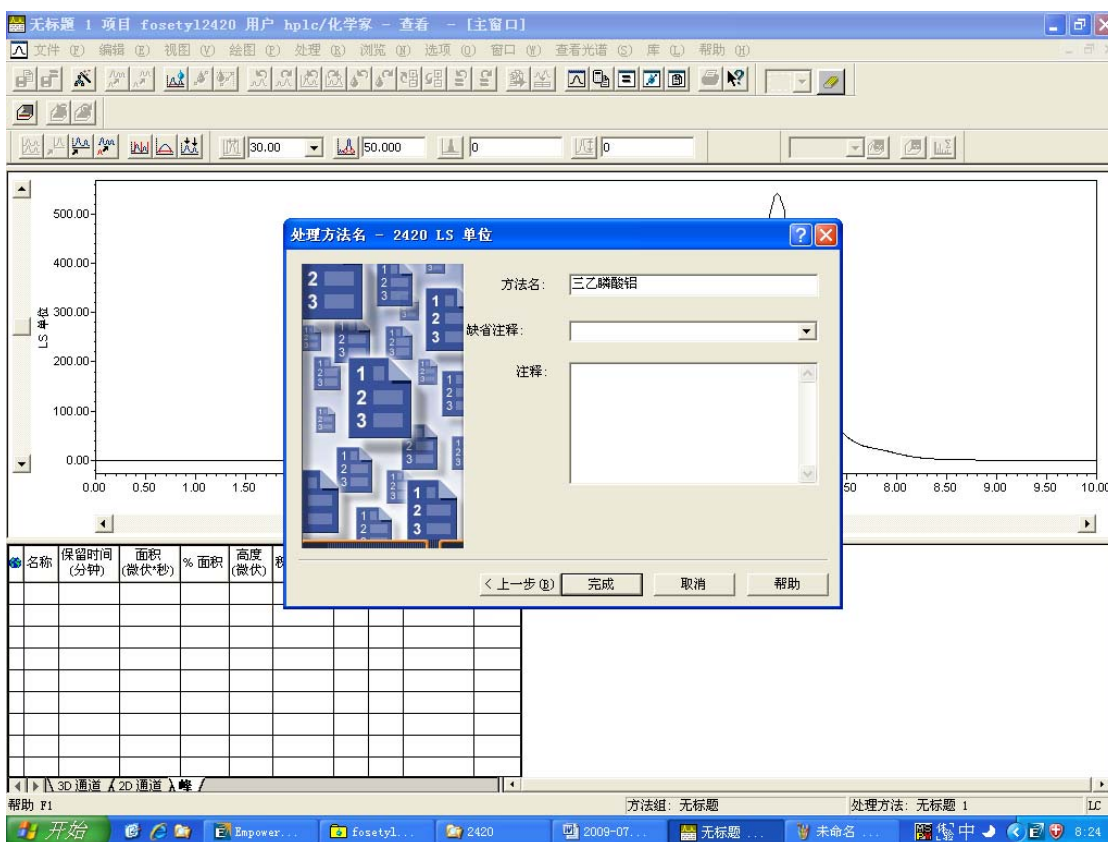 无标题 1 项目 fosetyl2420 用户 hplc/化学家 - 查看 - [主窗口]
文件 (F) 编辑 (E) 视图 (V) 绘图 (P) 处理 (R) 浏览 (N) 选项 (O) 窗口 (W) 查看光谱 (S) 库 (L) 帮助 (H)
30.00 50.000 0 0
LS 单位
500.00
400.00
300.00
200.00
100.00
0.00
0.00 0.50 1.00 1.50 50 8.00 8.50 9.00 9.50 10.00
处理方法名 - 2420 LS 单位
方法名: 三乙瞵酸铝
缺省注释:
注释:
<上一步(B) 完成 取消 帮助
名称 保留时间 (分钟) 面积 (微伏*秒) % 面积 高度 (微伏)
3D 通道 2D 通道 峰
帮助 F1 方法组: 无标题 处理方法: 无标题 1 LC
开始 Empower... fosetyl... 2420 2009-07... 无标题 ... 未命名 ... 中 8:24